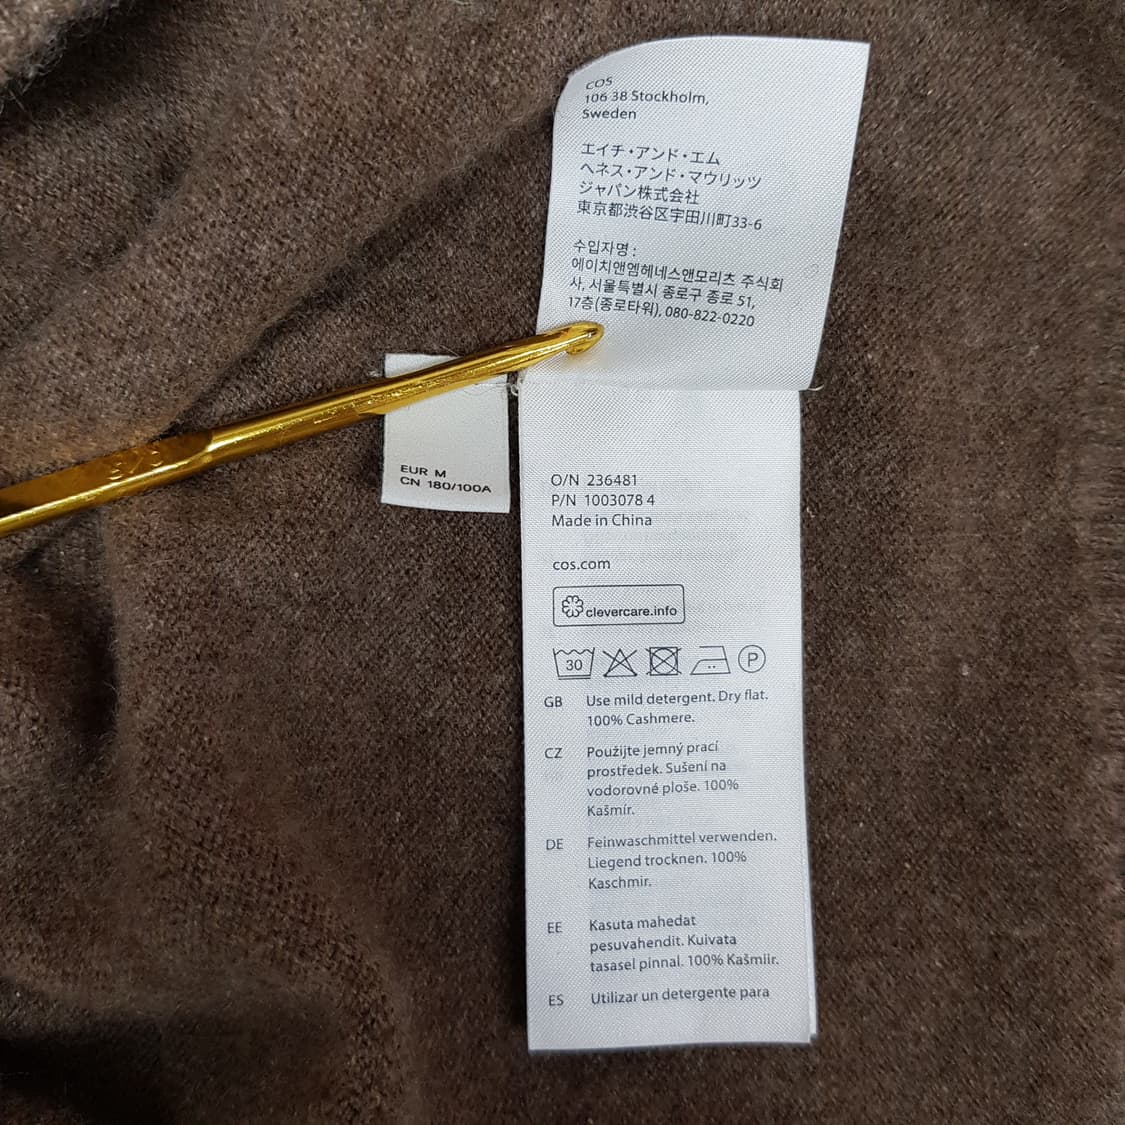 COS
106 38 Stockholm,
Sweden
エイチ・アンド・エム
ヘネス・アンド・マウリッツ
ジャパン株式会社
東京都渋谷区宇田川町33-6
수입자명 :
에이치앤엠헤네스앤모리츠 주식회
사, 서울특별시 종로구 종로 51,
17층(종로타워), 080-822-0220
EUR M
CN 180/100A
O/N 236481
P/N 1003078 4
Made in China
cos.com
clevercare.info
30
P
GB Use mild detergent. Dry flat.
100% Cashmere.
CZ Použijte jemný prací
prostředek. Sušení na
vodorovné ploše. 100%
Kašmír.
DE Feinwaschmittel verwenden.
Liegend trocknen. 100%
Kaschmir.
EE Kasuta mahedat
pesuvahendit. Kuivata
tasasel pinnal. 100% Kašmiir.
ES Utilizar un detergente para